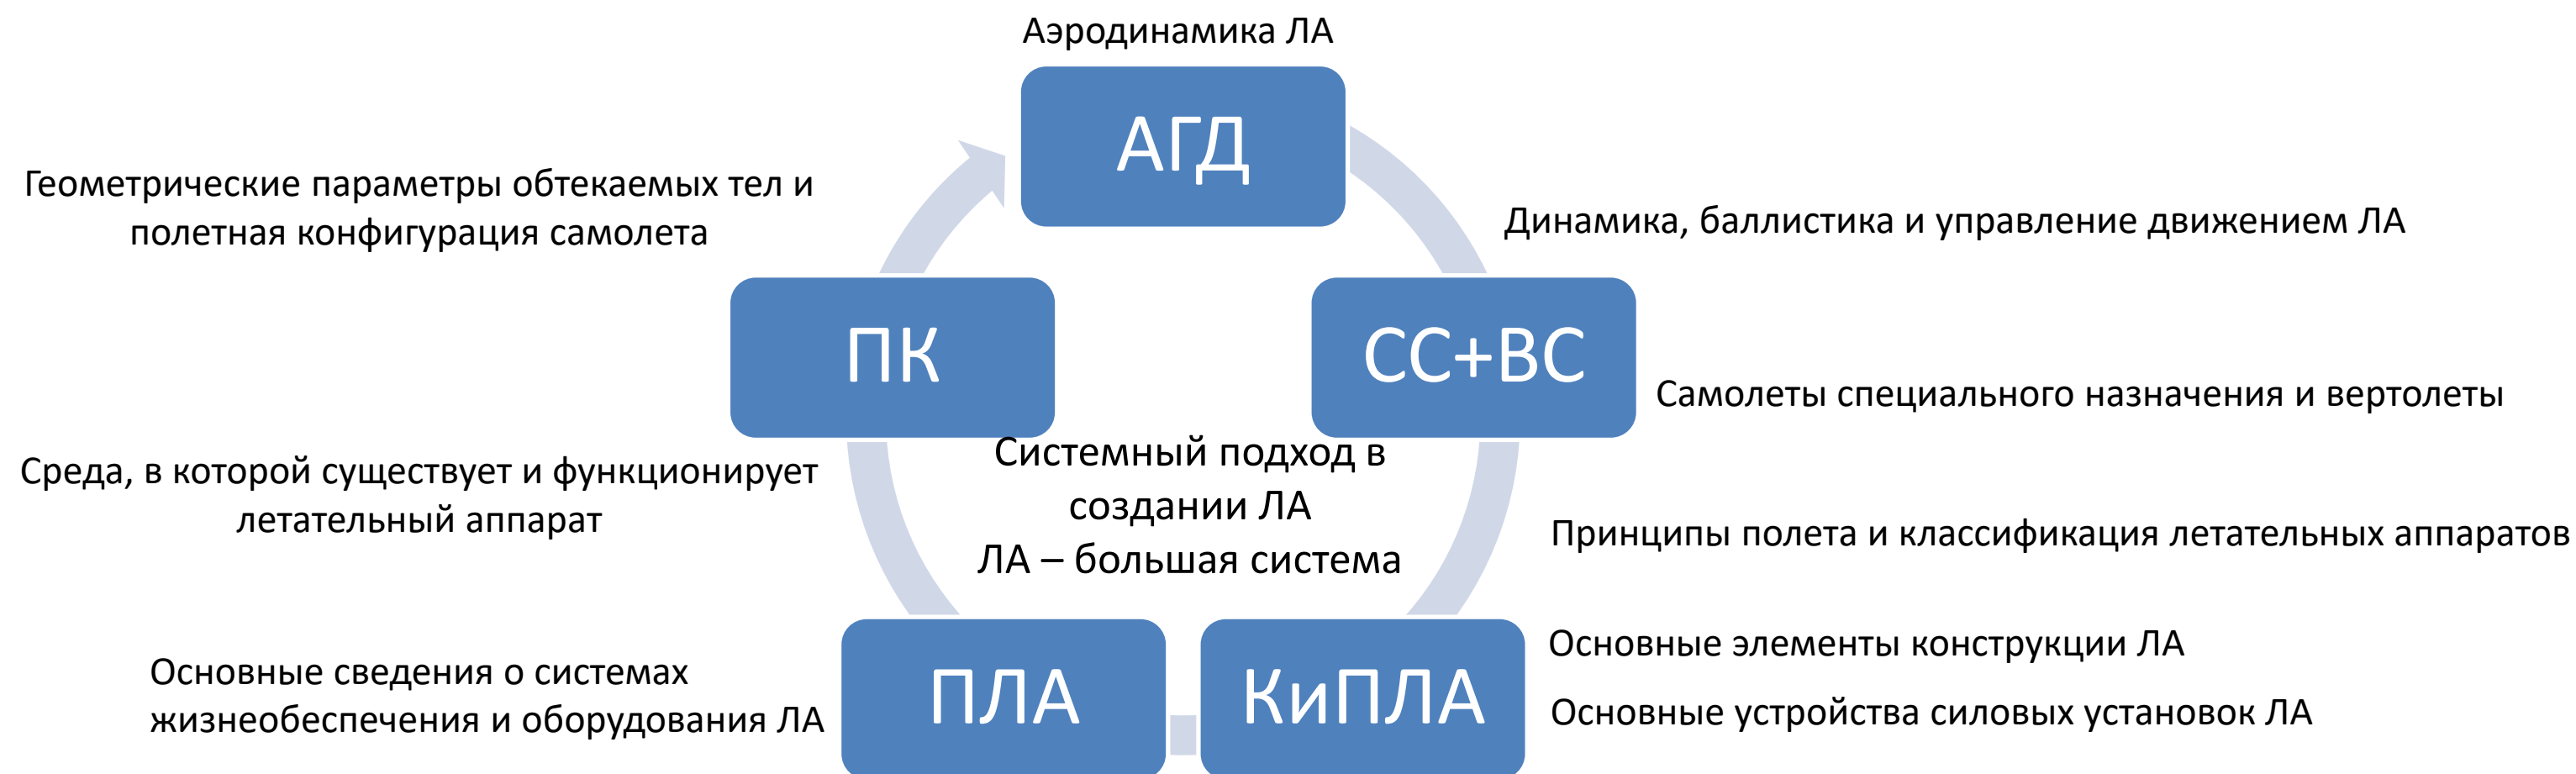 Аэродинамика ЛА
АГД
Геометрические параметры обтекаемых тел и
полетная конфигурация самолета
Динамика, баллистика и управление движением ЛА
ПК
СС+ВС
Самолеты специального назначения и вертолеты
Системный подход в
создании ЛА
ЛА – большая система
Среда, в которой существует и функционирует
летательный аппарат
Принципы полета и классификация летательных аппаратов
Основные сведения о системах
жизнеобеспечения и оборудования ЛА
ПЛА
КиПЛА
Основные элементы конструкции ЛА
Основные устройства силовых установок ЛА